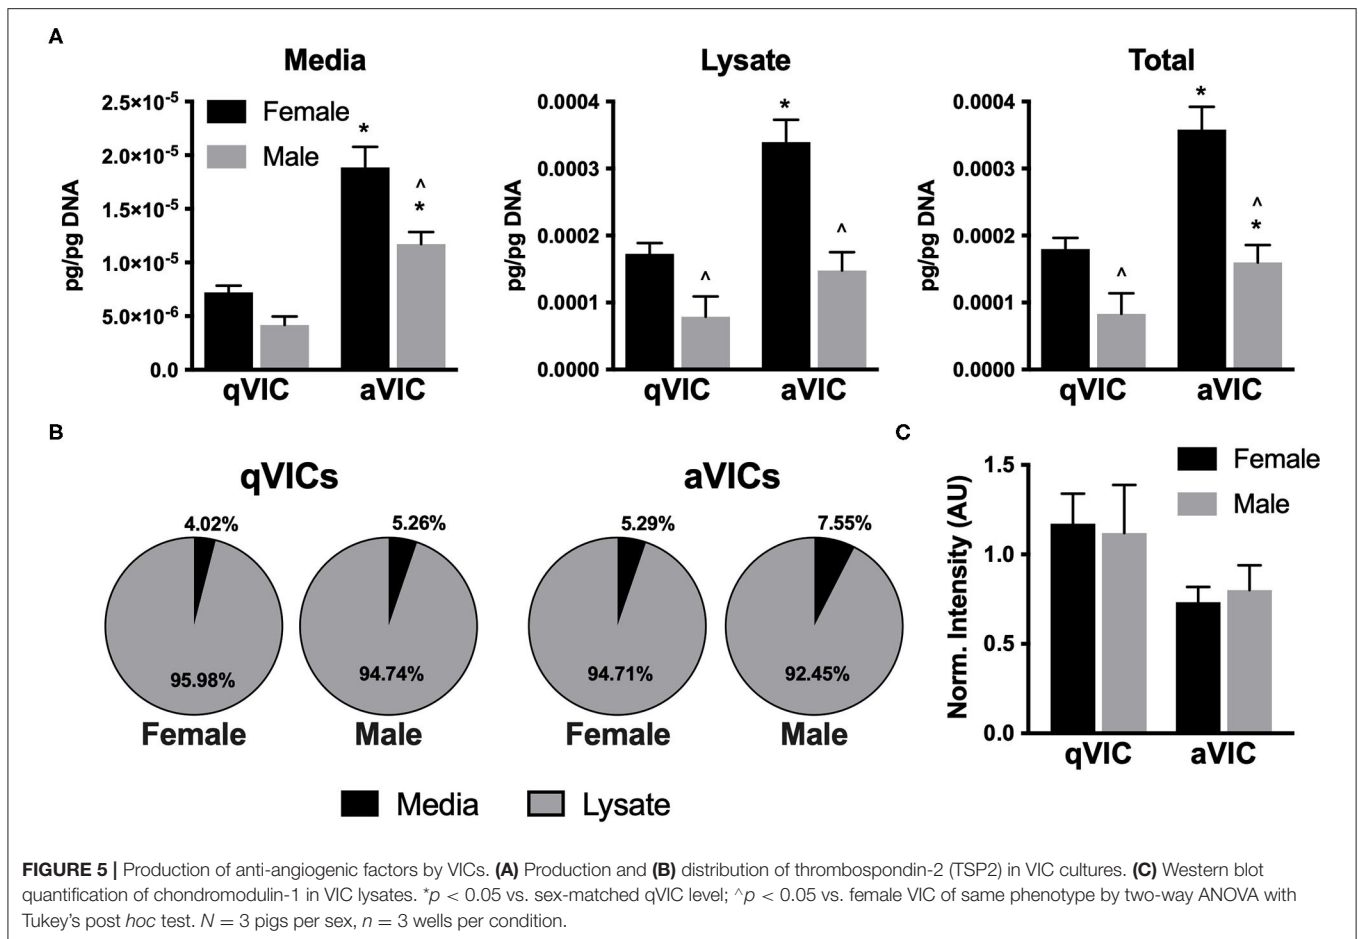 A
Media
Lysate
Total
Female
Male
pg/pg DNA
2.5×10⁻⁵
2.0×10⁻⁵
1.5×10⁻⁵
1.0×10⁻⁵
5.0×10⁻⁶
0.0
*
^
*
qVIC
aVIC
pg/pg DNA
0.0004
0.0003
0.0002
0.0001
0.0000
^
*
^
qVIC
aVIC
pg/pg DNA
0.0004
0.0003
0.0002
0.0001
0.0000
^
*
^
*
qVIC
aVIC
B
qVICs
aVICs
4.02%
5.26%
5.29%
7.55%
95.98%
94.74%
94.71%
92.45%
Female
Male
Female
Male
Media
Lysate
C
Female
Male
Norm. Intensity (AU)
1.5
1.0
0.5
0.0
qVIC
aVIC
FIGURE 5 | Production of anti-angiogenic factors by VICs. (A) Production and (B) distribution of thrombospondin-2 (TSP2) in VIC cultures. (C) Western blot
quantification of chondromodulin-1 in VIC lysates. *p < 0.05 vs. sex-matched qVIC level; ^p < 0.05 vs. female VIC of same phenotype by two-way ANOVA with
Tukey's post hoc test. N = 3 pigs per sex, n = 3 wells per condition.